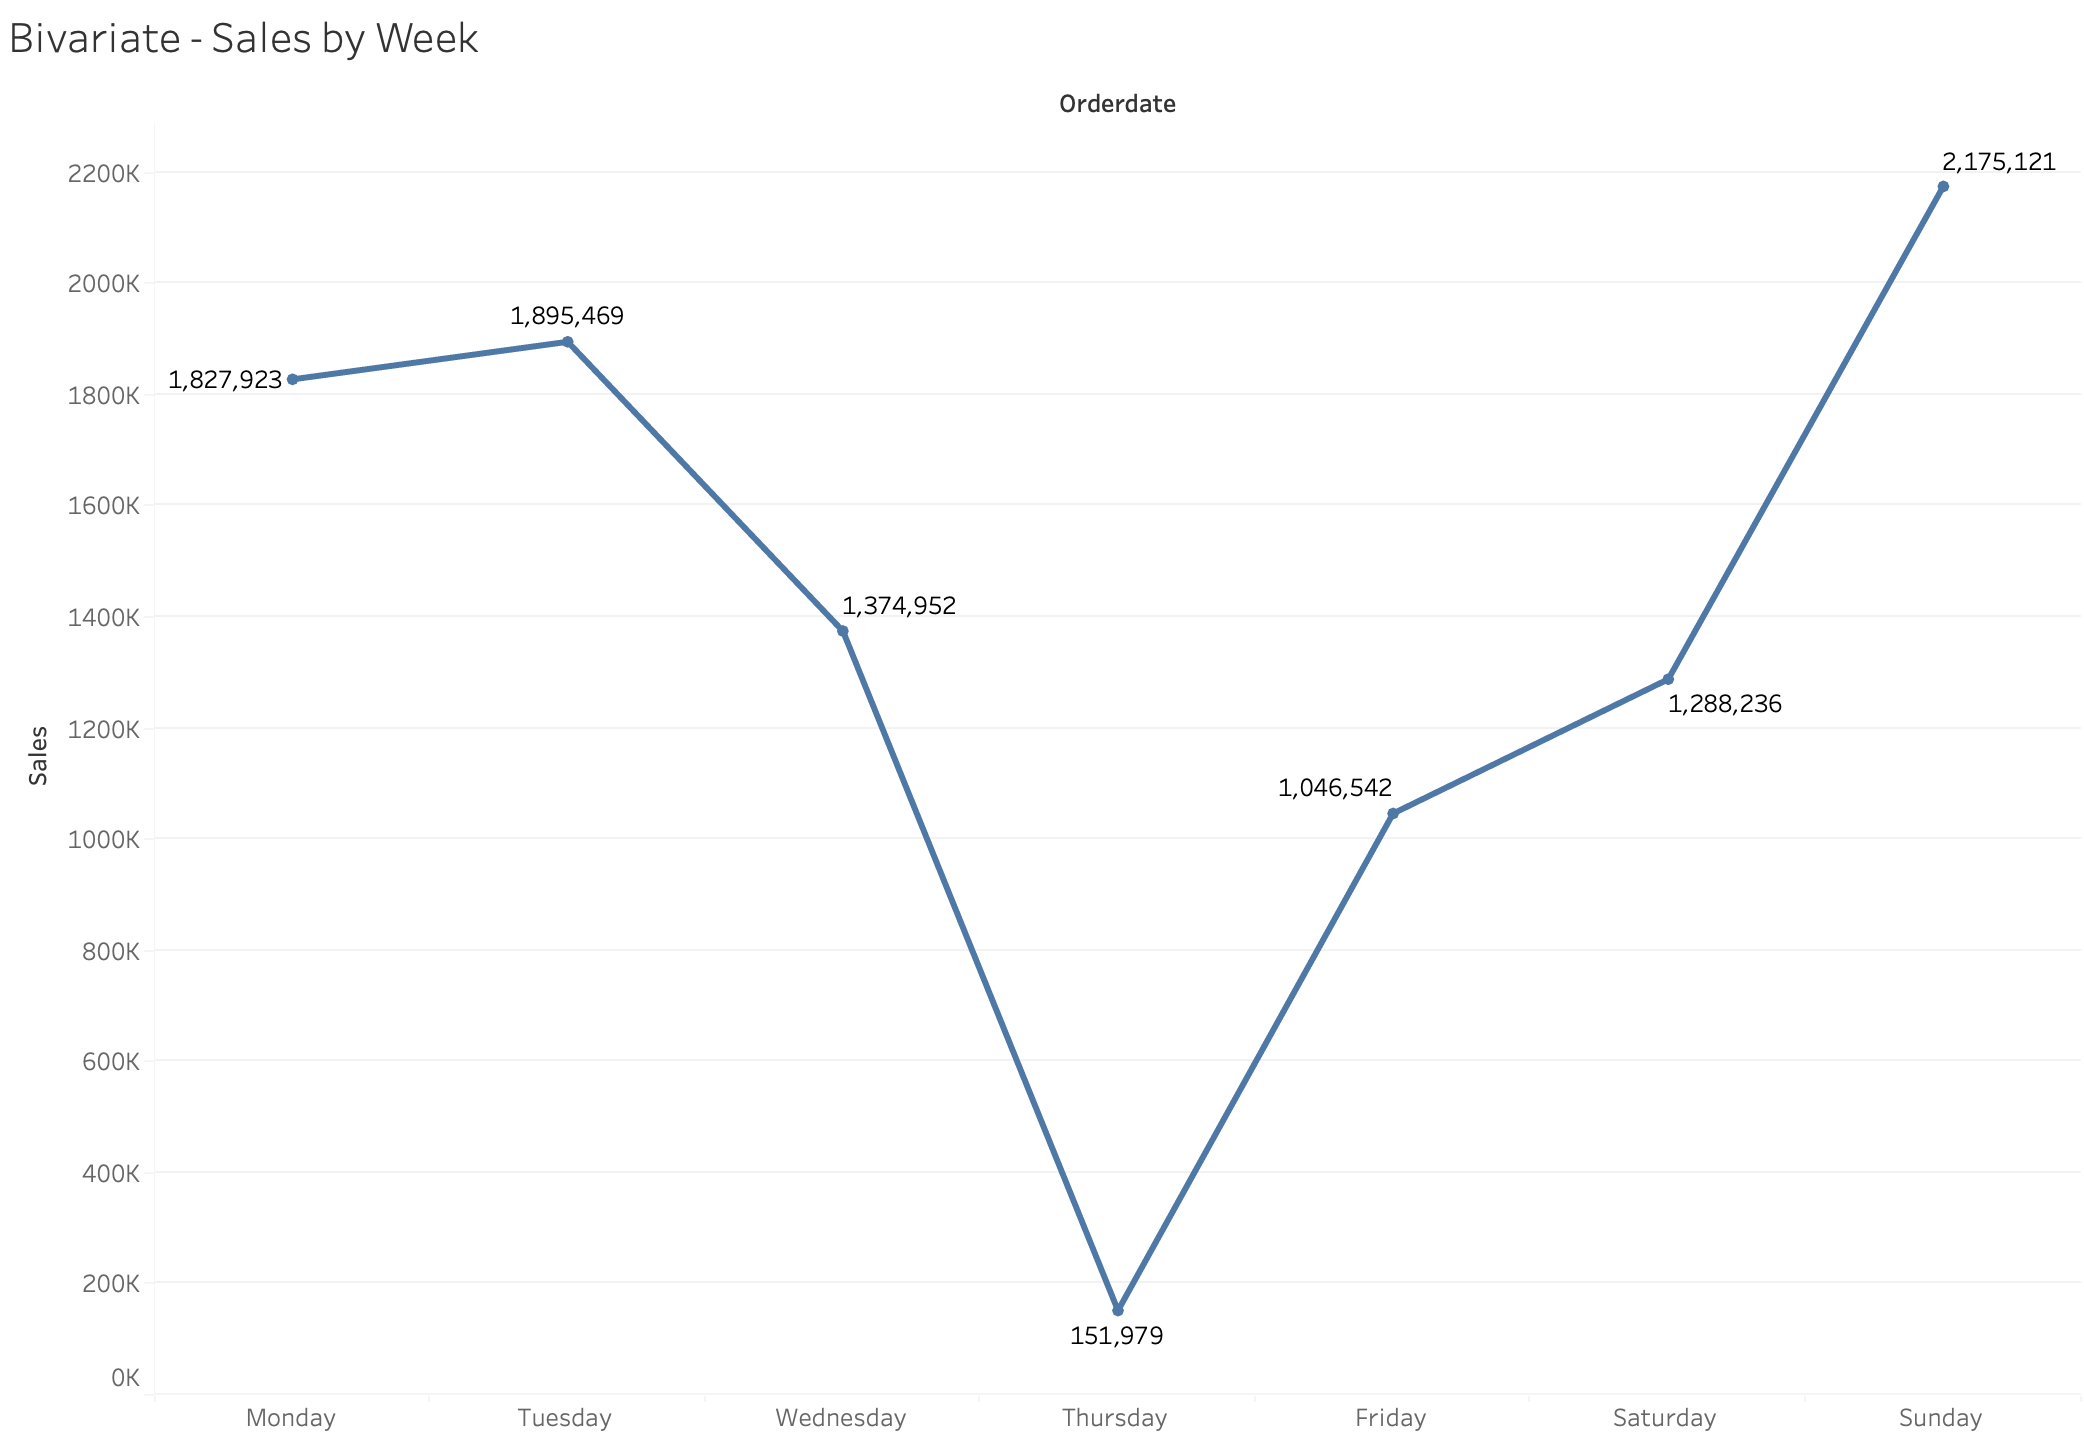 Bivariate - Sales by Week
Orderdate
2200K
2000K
1800K
1600K
1400K
1200K
1000K
800K
600K
400K
200K
0K
Sales
1,827,923
1,895,469
1,374,952
151,979
1,046,542
1,288,236
2,175,121
Monday Tuesday Wednesday Thursday Friday Saturday Sunday